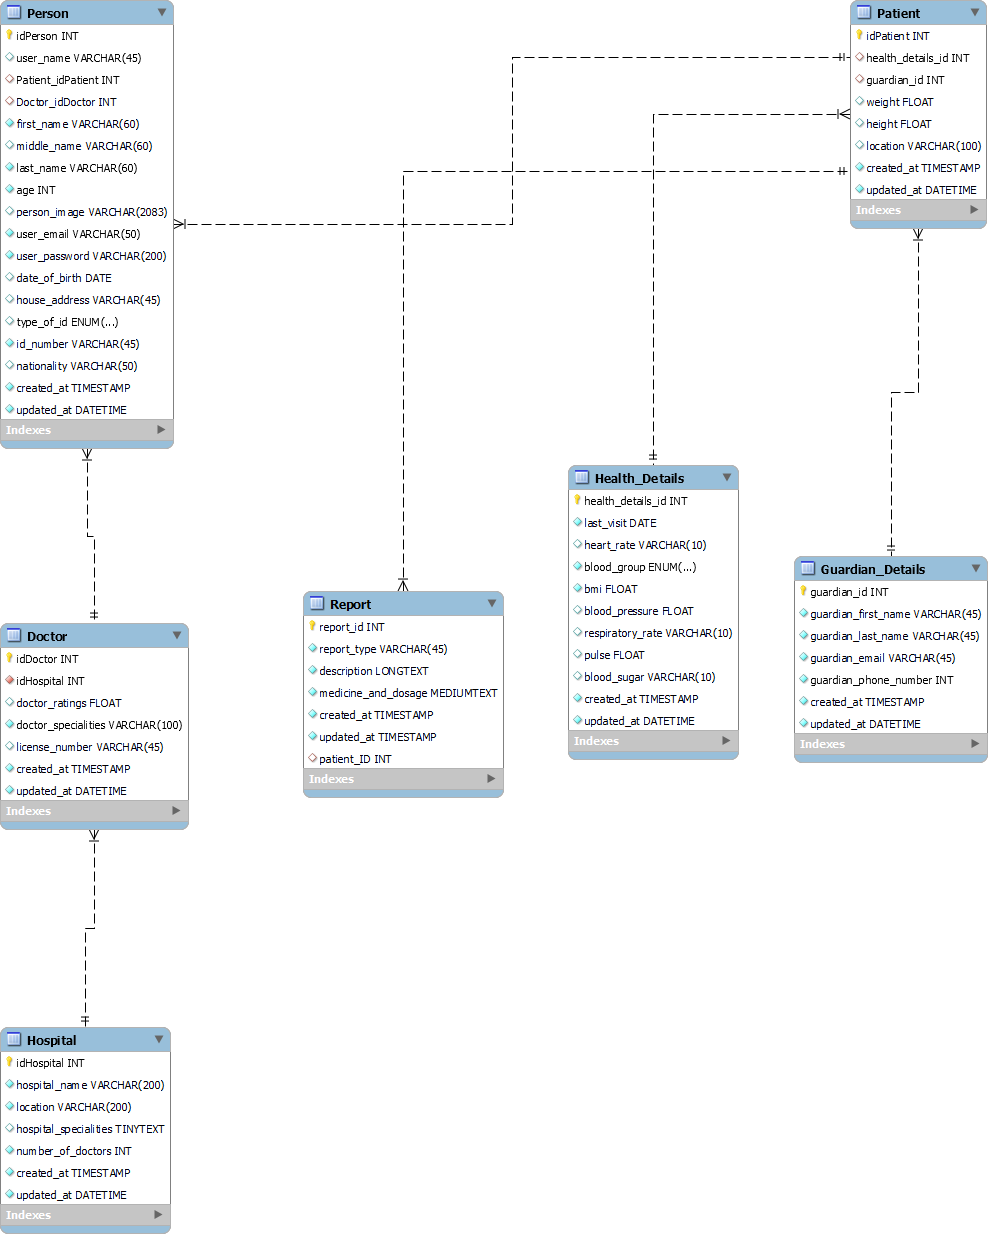 Person
idPerson INT
user_name VARCHAR(45)
Patient_idPatient INT
Doctor_idDoctor INT
first_name VARCHAR(60)
middle_name VARCHAR(60)
last_name VARCHAR(60)
age INT
person_image VARCHAR(2083)
user_email VARCHAR(50)
user_password VARCHAR(200)
date_of_birth DATE
house_address VARCHAR(45)
type_of_id ENUM(...)
id_number VARCHAR(45)
nationality VARCHAR(50)
created_at TIMESTAMP
updated_at DATETIME
Indexes
Patient
idPatient INT
health_details_id INT
guardian_id INT
weight FLOAT
height FLOAT
location VARCHAR(100)
created_at TIMESTAMP
updated_at DATETIME
Indexes
Health_Details
health_details_id INT
last_visit DATE
heart_rate VARCHAR(10)
blood_group ENUM(...)
bmi FLOAT
blood_pressure FLOAT
respiratory_rate VARCHAR(10)
pulse FLOAT
blood_sugar VARCHAR(10)
created_at TIMESTAMP
updated_at DATETIME
Indexes
Guardian_Details
guardian_id INT
guardian_first_name VARCHAR(45)
guardian_last_name VARCHAR(45)
guardian_email VARCHAR(45)
guardian_phone_number INT
created_at TIMESTAMP
updated_at DATETIME
Indexes
Report
report_id INT
report_type VARCHAR(45)
description LONGTEXT
medicine_and_dosage MEDIUMTEXT
created_at TIMESTAMP
updated_at TIMESTAMP
patient_ID INT
Indexes
Doctor
idDoctor INT
idHospital INT
doctor_ratings FLOAT
doctor_specialities VARCHAR(100)
license_number VARCHAR(45)
created_at TIMESTAMP
updated_at DATETIME
Indexes
Hospital
idHospital INT
hospital_name VARCHAR(200)
location VARCHAR(200)
hospital_specialities TINYTEXT
number_of_doctors INT
created_at TIMESTAMP
updated_at DATETIME
Indexes